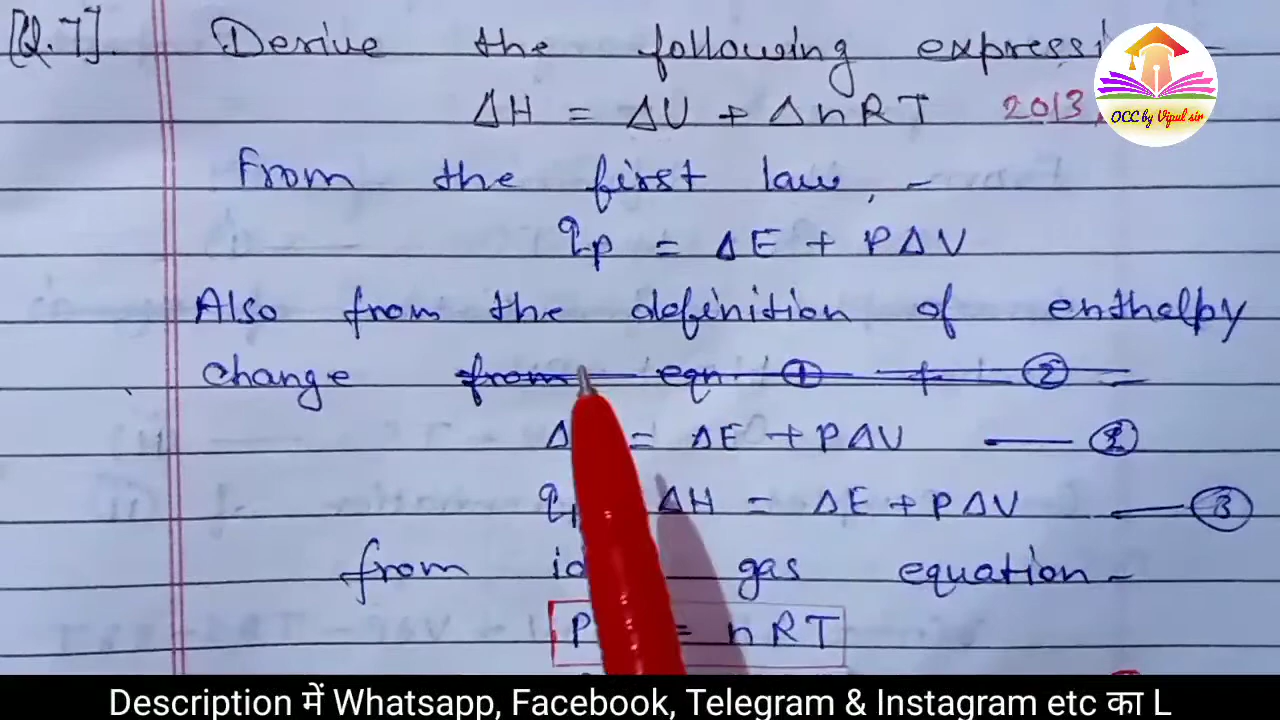 [Q.7]. Derive the following expressi
ΔH = ΔU + ΔnRT 2013,
OCC by Vipul sir
From the first law, -
qp = ΔE + PΔV
Also from the definition of enthalpy
change from eqn ① + ②
Δ = ΔE + PΔV — ②
q ΔH = ΔE + PΔV — ③
from gas equation -
P = nRT
Description में Whatsapp, Facebook, Telegram & Instagram etc का L